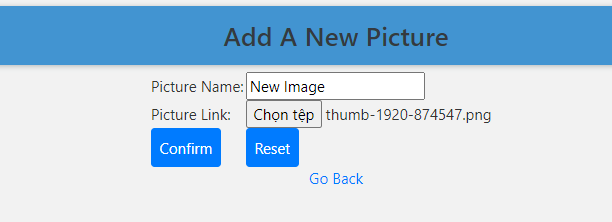 Add A New Picture
Picture Name: New Image
Picture Link: Chọn tệp thumb-1920-874547.png
Confirm Reset
Go Back